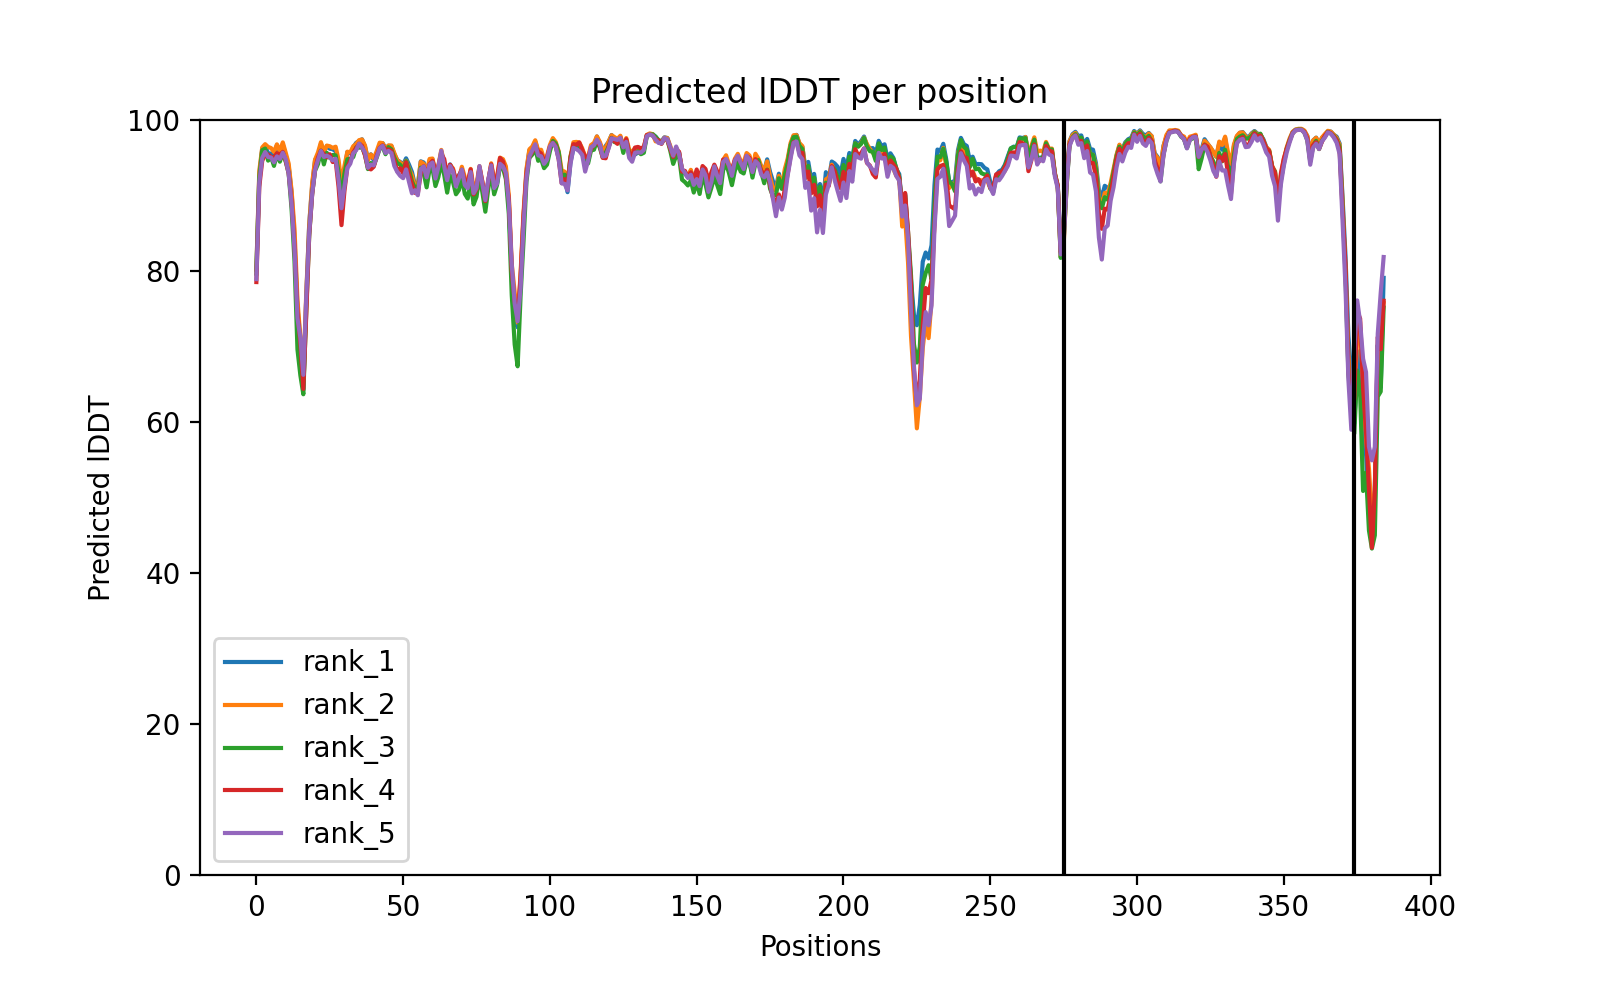 Predicted lDDT per position
100
80
60
40
20
0
Predicted lDDT
rank_1
rank_2
rank_3
rank_4
rank_5
0 50 100 150 200 250 300 350 400
Positions